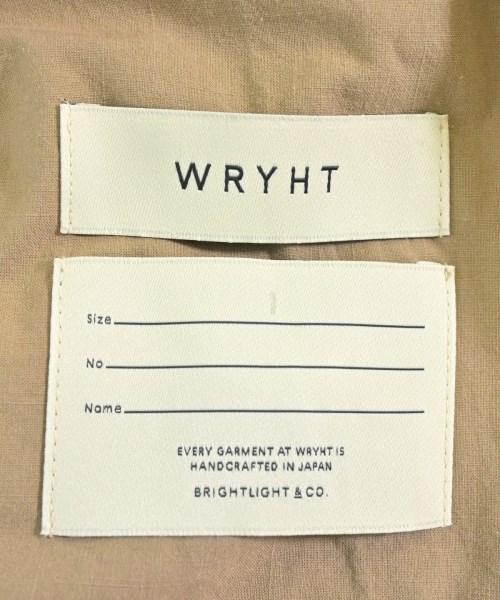 WRYHT
Size
No
Name
EVERY GARMENT AT WRYHT IS
HANDCRAFTED IN JAPAN
BRIGHTLIGHT & CO.